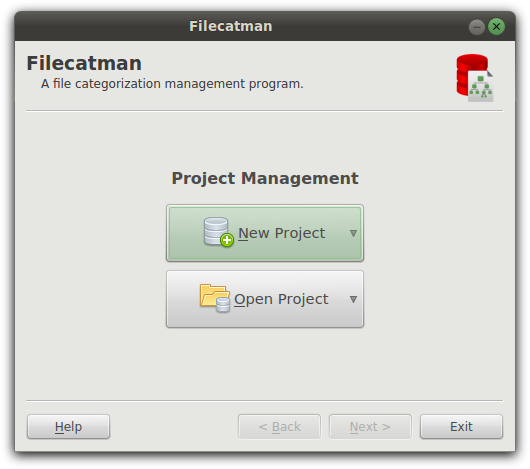 Filecatman
Filecatman
A file categorization management program.
Project Management
New Project
Open Project
Help
< Back
Next >
Exit